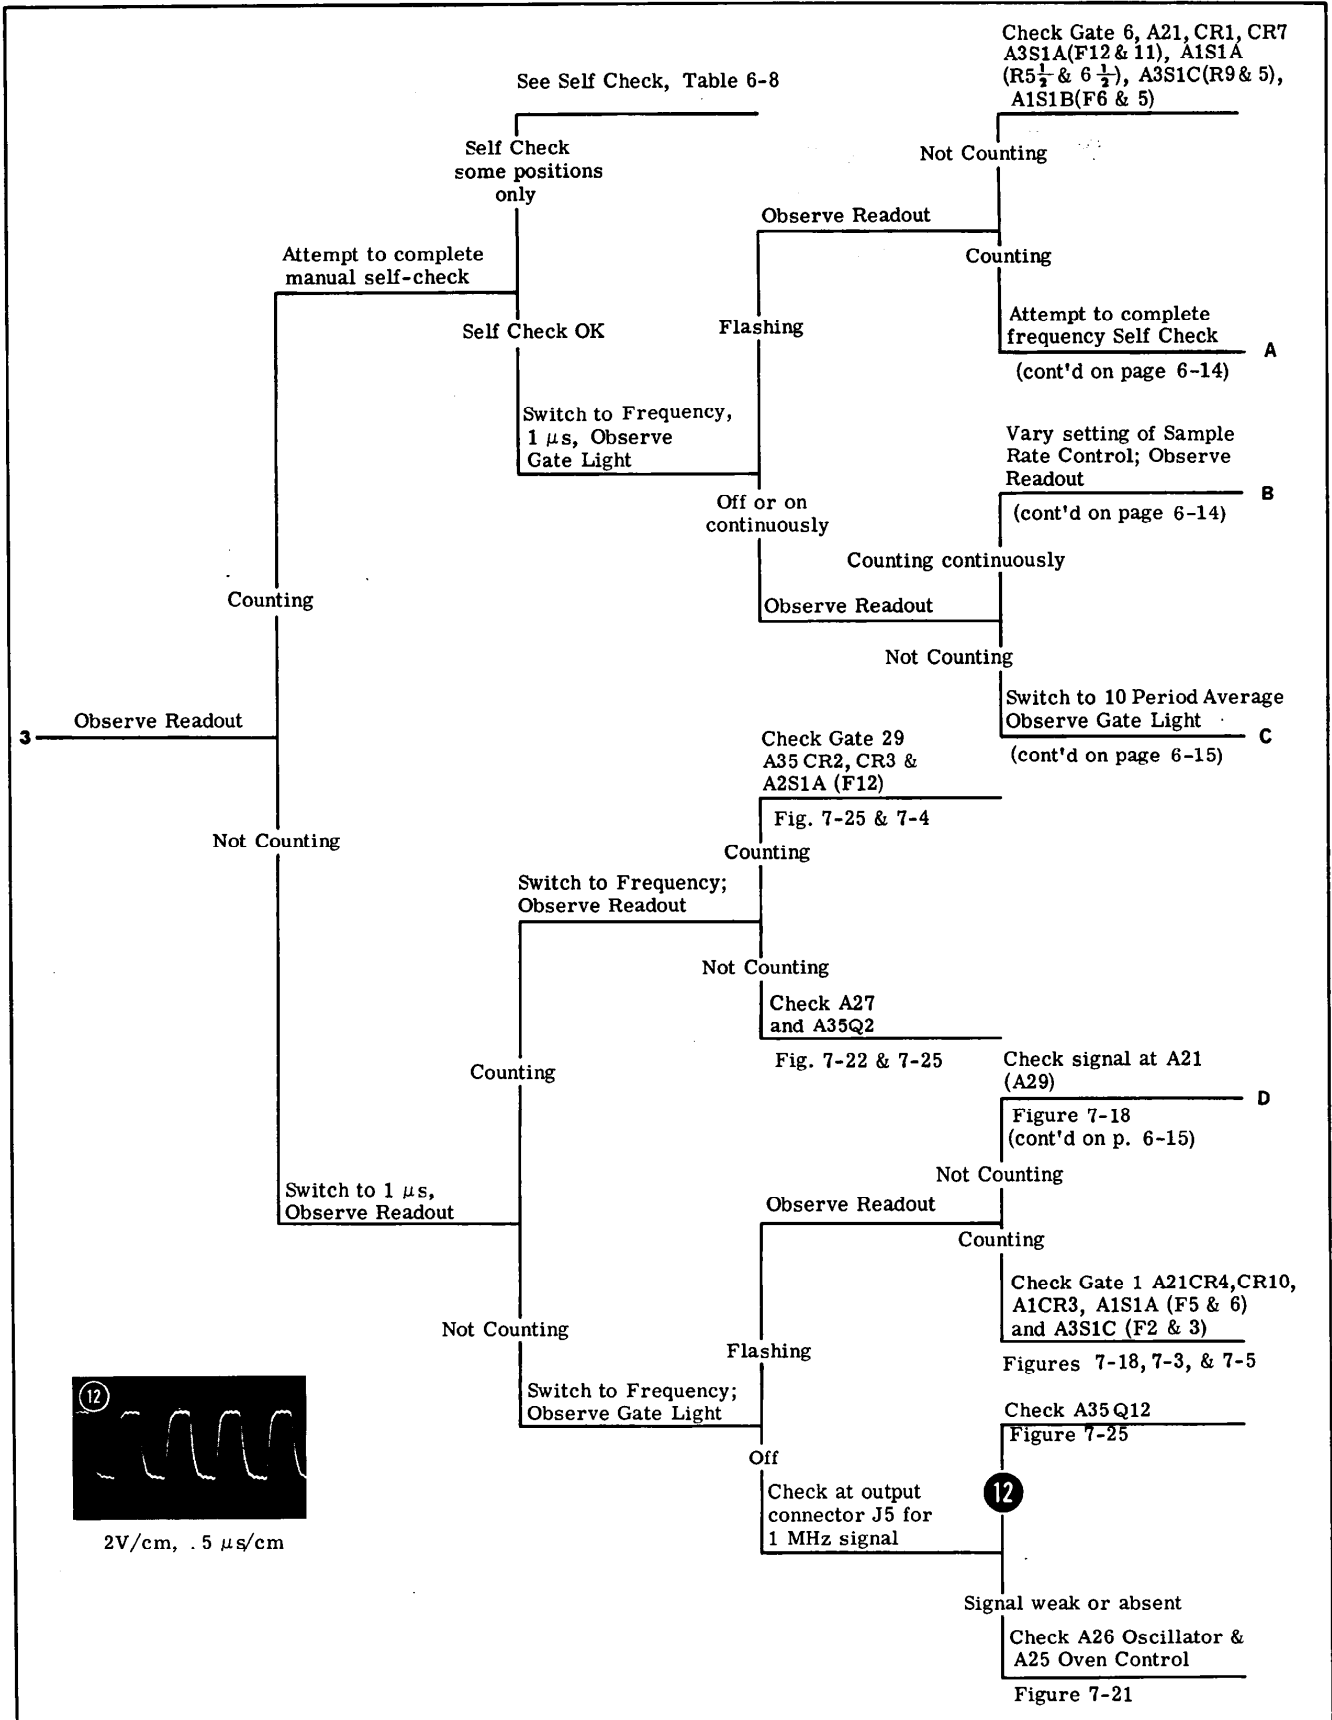 Check Gate 6, A21, CR1, CR7
A3S1A(F12 & 11), A1S1A
(R5½ & 6 ½), A3S1C(R9 & 5),
A1S1B(F6 & 5)
See Self Check, Table 6-8
Self Check
some positions
only
Not Counting
Observe Readout
Attempt to complete
manual self-check
Counting
Self Check OK
Flashing
Attempt to complete
frequency Self Check
A
(cont'd on page 6-14)
Switch to Frequency,
1 μs, Observe
Gate Light
Vary setting of Sample
Rate Control; Observe
Readout
B
(cont'd on page 6-14)
Off or on
continuously
Counting continuously
Counting
Observe Readout
Not Counting
Switch to 10 Period Average
Observe Gate Light
C
(cont'd on page 6-15)
3
Observe Readout
Check Gate 29
A35 CR2, CR3 &
A2S1A (F12)
Fig. 7-25 & 7-4
Not Counting
Counting
Switch to Frequency;
Observe Readout
Not Counting
Check A27
and A35Q2
Fig. 7-22 & 7-25
Counting
Check signal at A21
(A29)
D
Figure 7-18
(cont'd on p. 6-15)
Not Counting
Switch to 1 μs,
Observe Readout
Observe Readout
Counting
Check Gate 1 A21CR4,CR10,
A1CR3, A1S1A (F5 & 6)
and A3S1C (F2 & 3)
Figures 7-18, 7-3, & 7-5
Not Counting
Flashing
Switch to Frequency;
Observe Gate Light
Check A35Q12
Figure 7-25
Off
12
Check at output
connector J5 for
1 MHz signal
12
2V/cm, .5 μs/cm
Signal weak or absent
Check A26 Oscillator &
A25 Oven Control
Figure 7-21